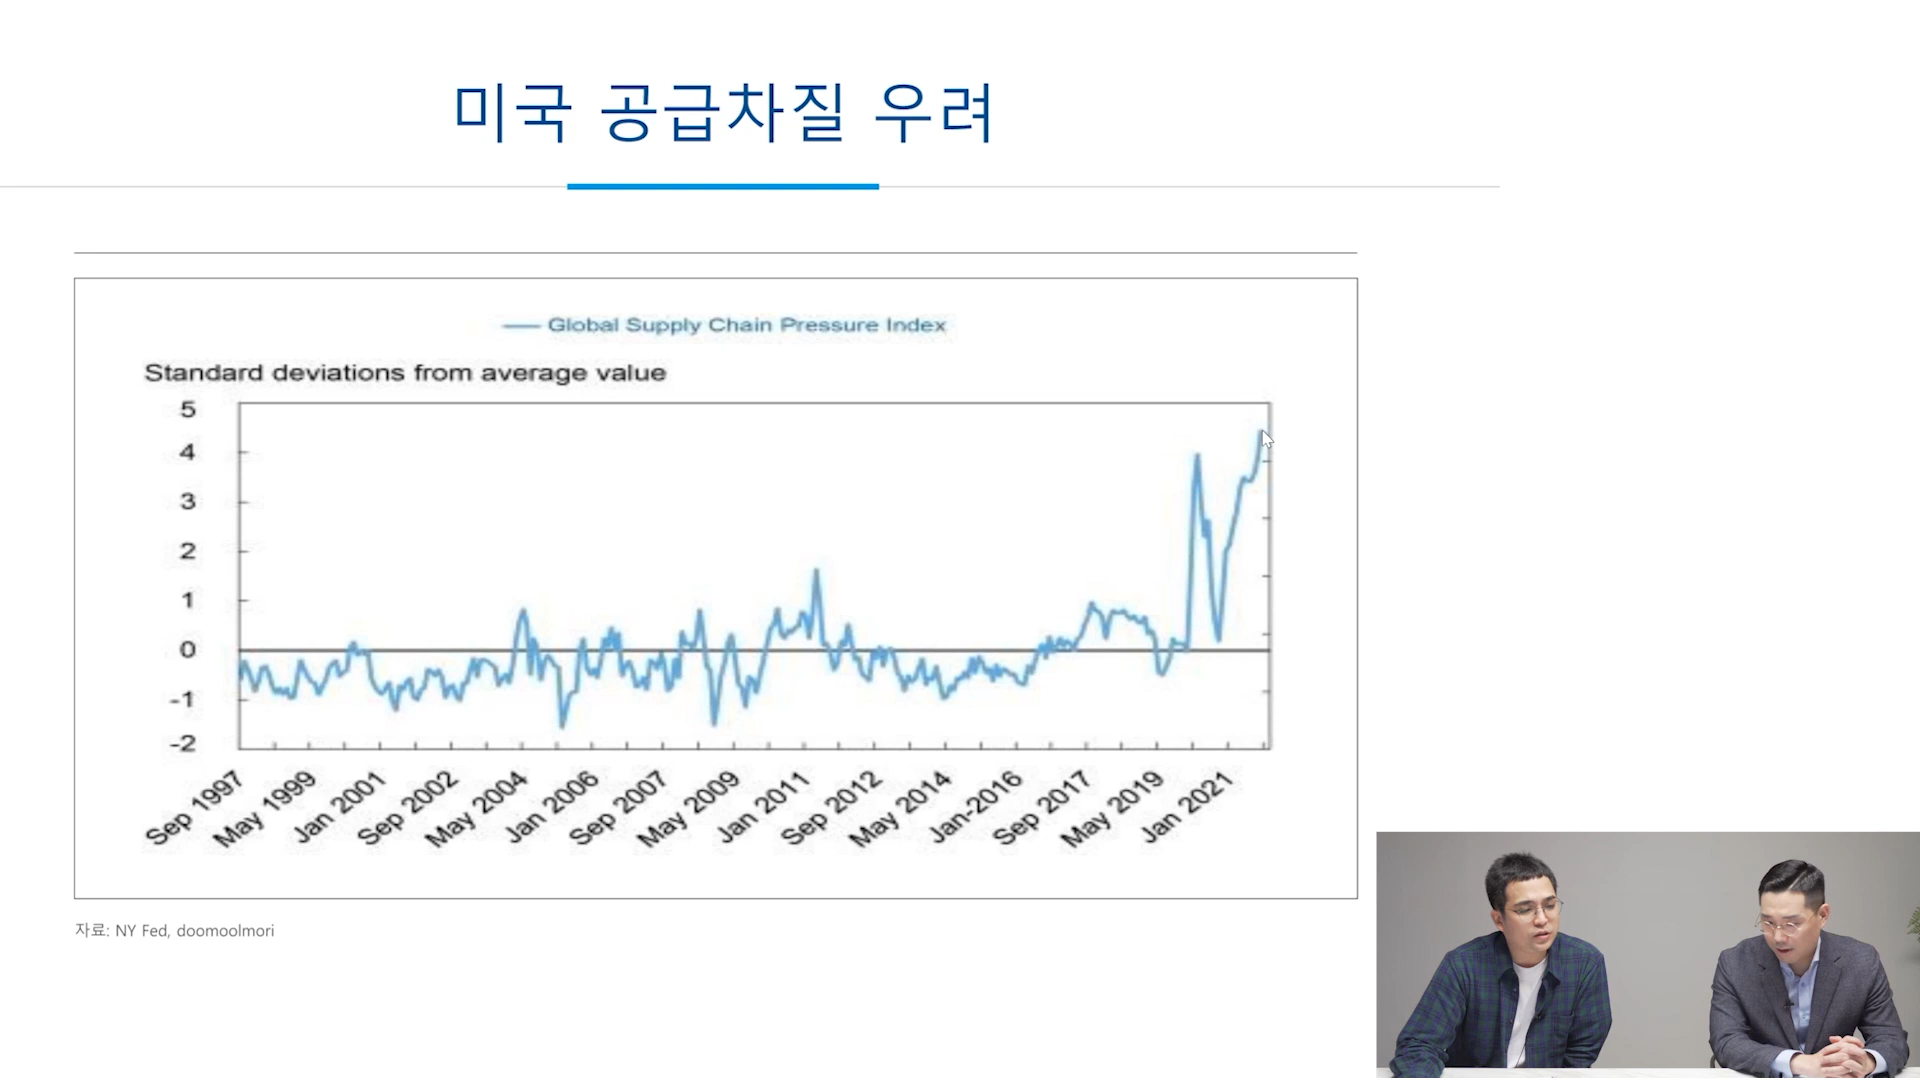 미국 공급차질 우려
Global Supply Chain Pressure Index
Standard deviations from average value
5
4
3
2
1
0
-1
-2
Sep 1997
May 1999
Jan 2001
Sep 2002
May 2004
Jan 2006
Sep 2007
May 2009
Jan 2011
Sep 2012
May 2014
Jan-2016
Sep 2017
May 2019
Jan 2021
자료: NY Fed, doomoolmori